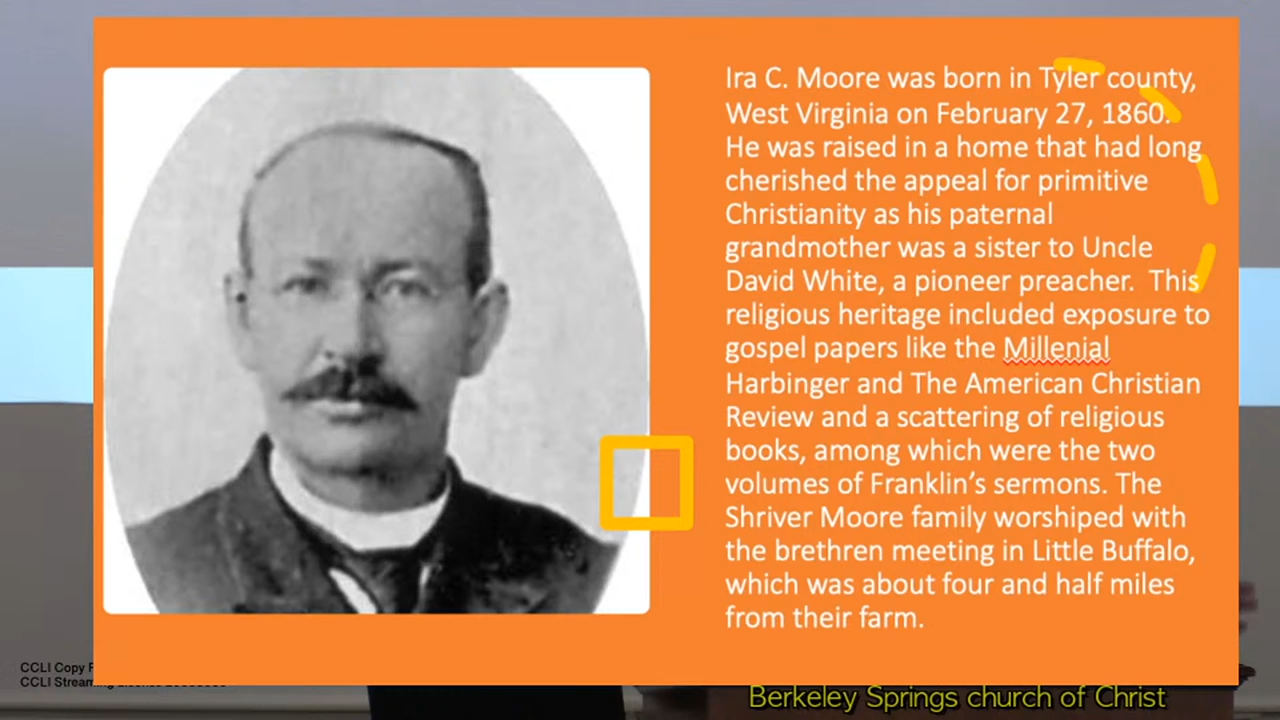 Ira C. Moore was born in Tyler county,
West Virginia on February 27, 1860.
He was raised in a home that had long
cherished the appeal for primitive
Christianity as his paternal
grandmother was a sister to Uncle
David White, a pioneer preacher. This
religious heritage included exposure to
gospel papers like the Millenial
Harbinger and The American Christian
Review and a scattering of religious
books, among which were the two
volumes of Franklin's sermons. The
Shriver Moore family worshiped with
the brethren meeting in Little Buffalo,
which was about four and half miles
from their farm.
CCLI Copy
CCLI
Berkeley Springs church of Christ